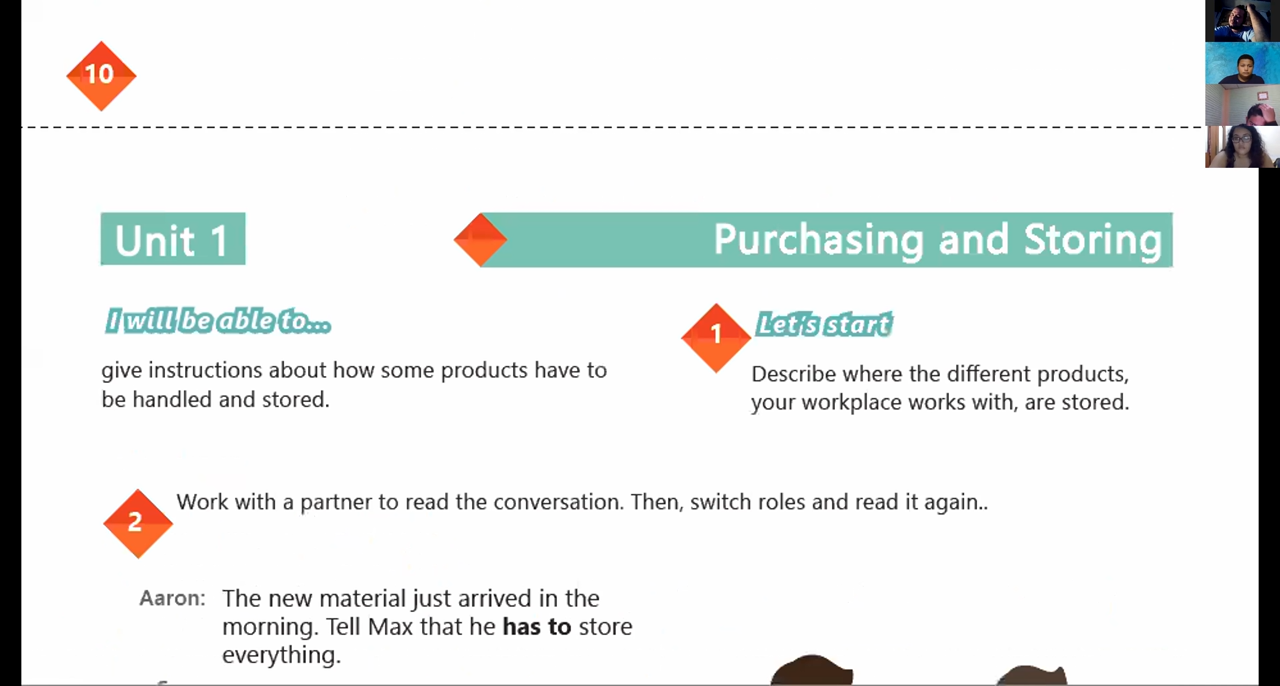 10
Unit 1
Purchasing and Storing
I will be able to...
give instructions about how some products have to
be handled and stored.
1
Let's start
Describe where the different products,
your workplace works with, are stored.
2
Work with a partner to read the conversation. Then, switch roles and read it again..
Aaron: The new material just arrived in the
morning. Tell Max that he has to store
everything.